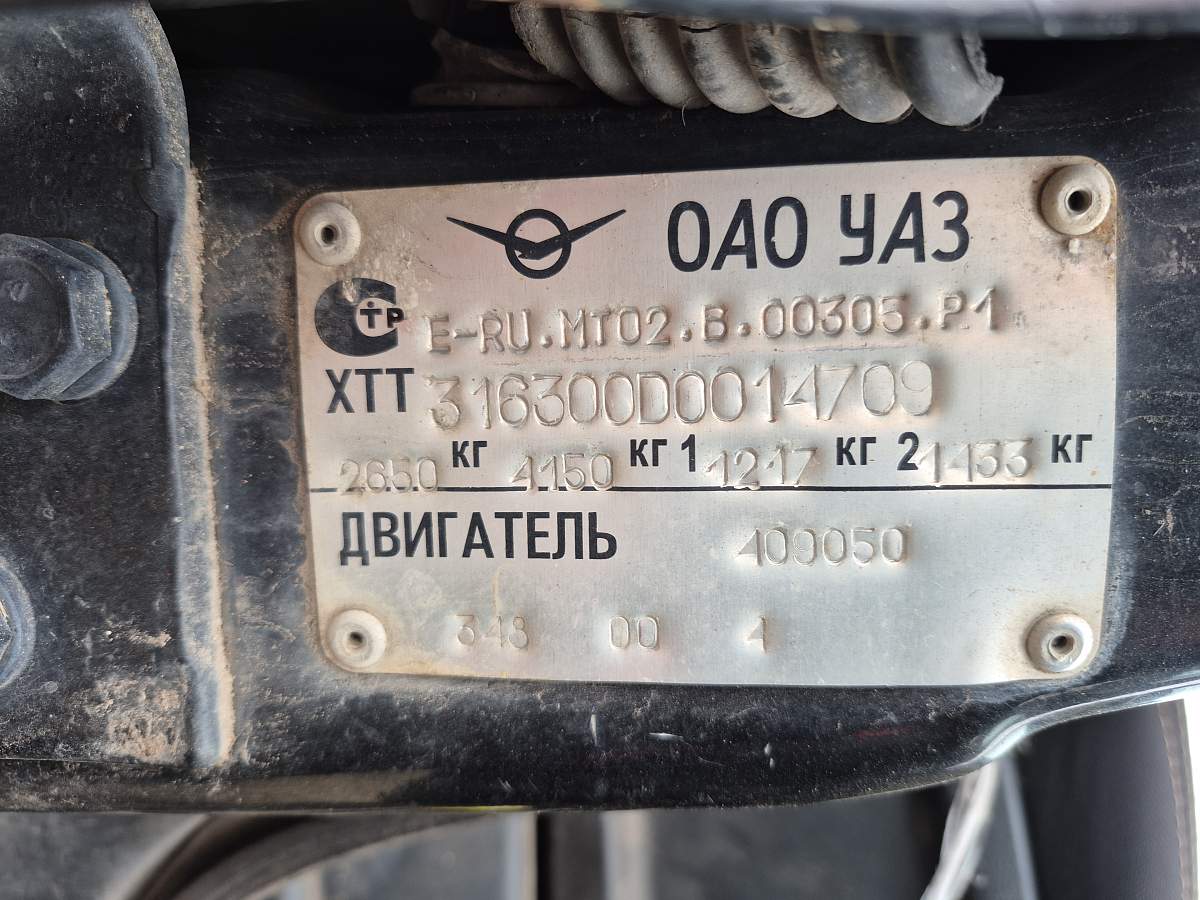 ОАО УАЗ
СТР E-RU.MT02.B.00305.P1
ХТТ 316300D0014709
2650 кг 4150 кг 1 1217 кг 2 1433 кг
ДВИГАТЕЛЬ 409050
348 00 4